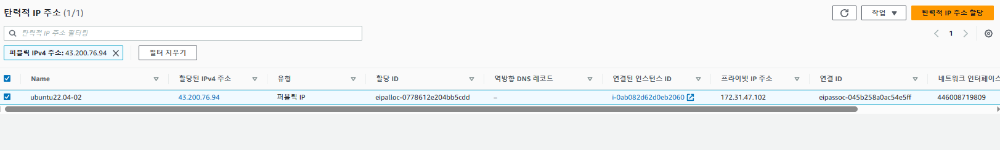 탄력적 IP 주소 (1/1)
작업
탄력적 IP 주소 할당
탄력적 IP 주소 필터링
1
퍼블릭 IPv4 주소: 43.200.76.94
필터 지우기
Name 할당된 IPv4 주소 유형 할당 ID 역방향 DNS 레코드 연결된 인스턴스 ID 프라이빗 IP 주소 연결 ID 네트워크 인터페이스
ubuntu22.04-02 43.200.76.94 퍼블릭 IP eipalloc-0778612e204bb5cdd – i-0ab082d62d0eb2060 172.31.47.102 eipassoc-045b258a0ac54e5ff 446008719809